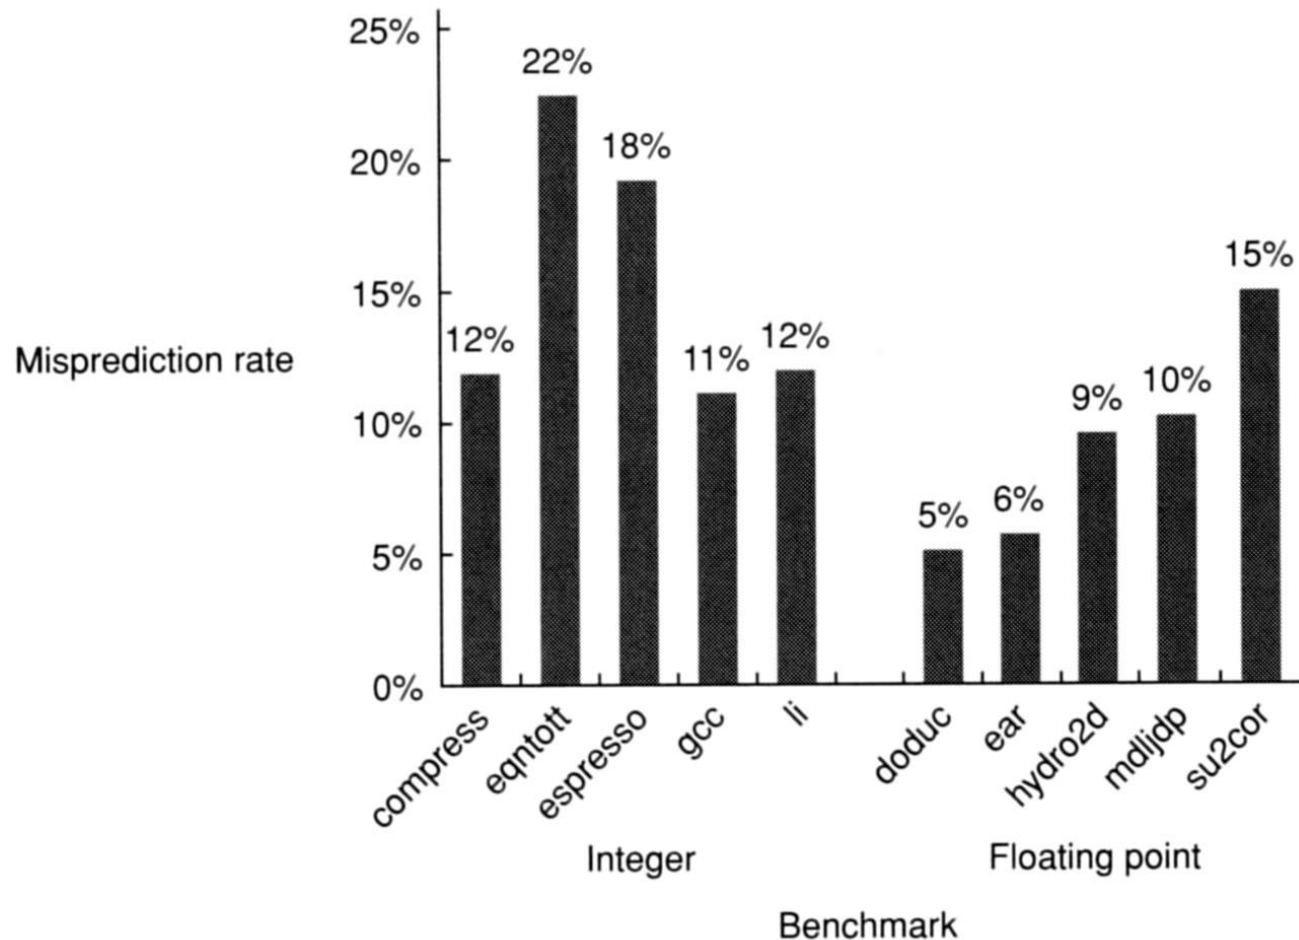 25%
22%
20%
18%
15%
15%
Misprediction rate
12%
11%
12%
10%
10%
9%
5%
6%
5%
0%
compress
eqntott
espresso
gcc
li
doduc
ear
hydro2d
mdljdp
su2cor
Integer
Floating point
Benchmark